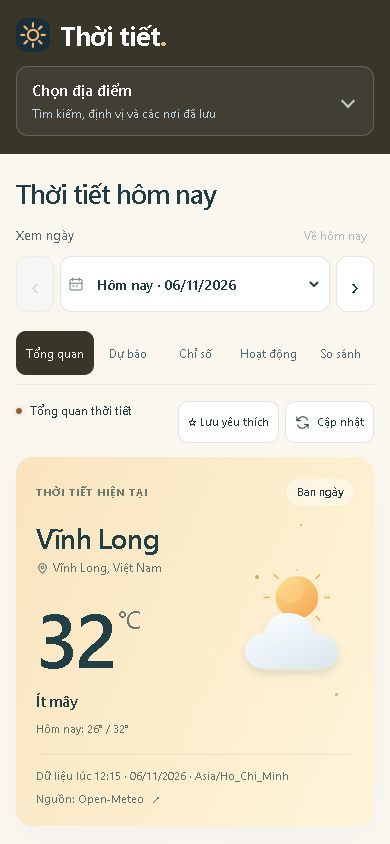 Thời tiết.
Chọn địa điểm
Tìm kiếm, định vị và các nơi đã lưu
Thời tiết hôm nay
Xem ngày
Về hôm nay
Hôm nay · 06/11/2026
Tổng quan
Dự báo
Chỉ số
Hoạt động
So sánh
Tổng quan thời tiết
☆ Lưu yêu thích
Cập nhật
THỜI TIẾT HIỆN TẠI
Ban ngày
Vĩnh Long
Vĩnh Long, Việt Nam
32°C
Ít mây
Hôm nay: 26° / 32°
Dữ liệu lúc 12:15 · 06/11/2026 · Asia/Ho_Chi_Minh
Nguồn: Open-Meteo ↗